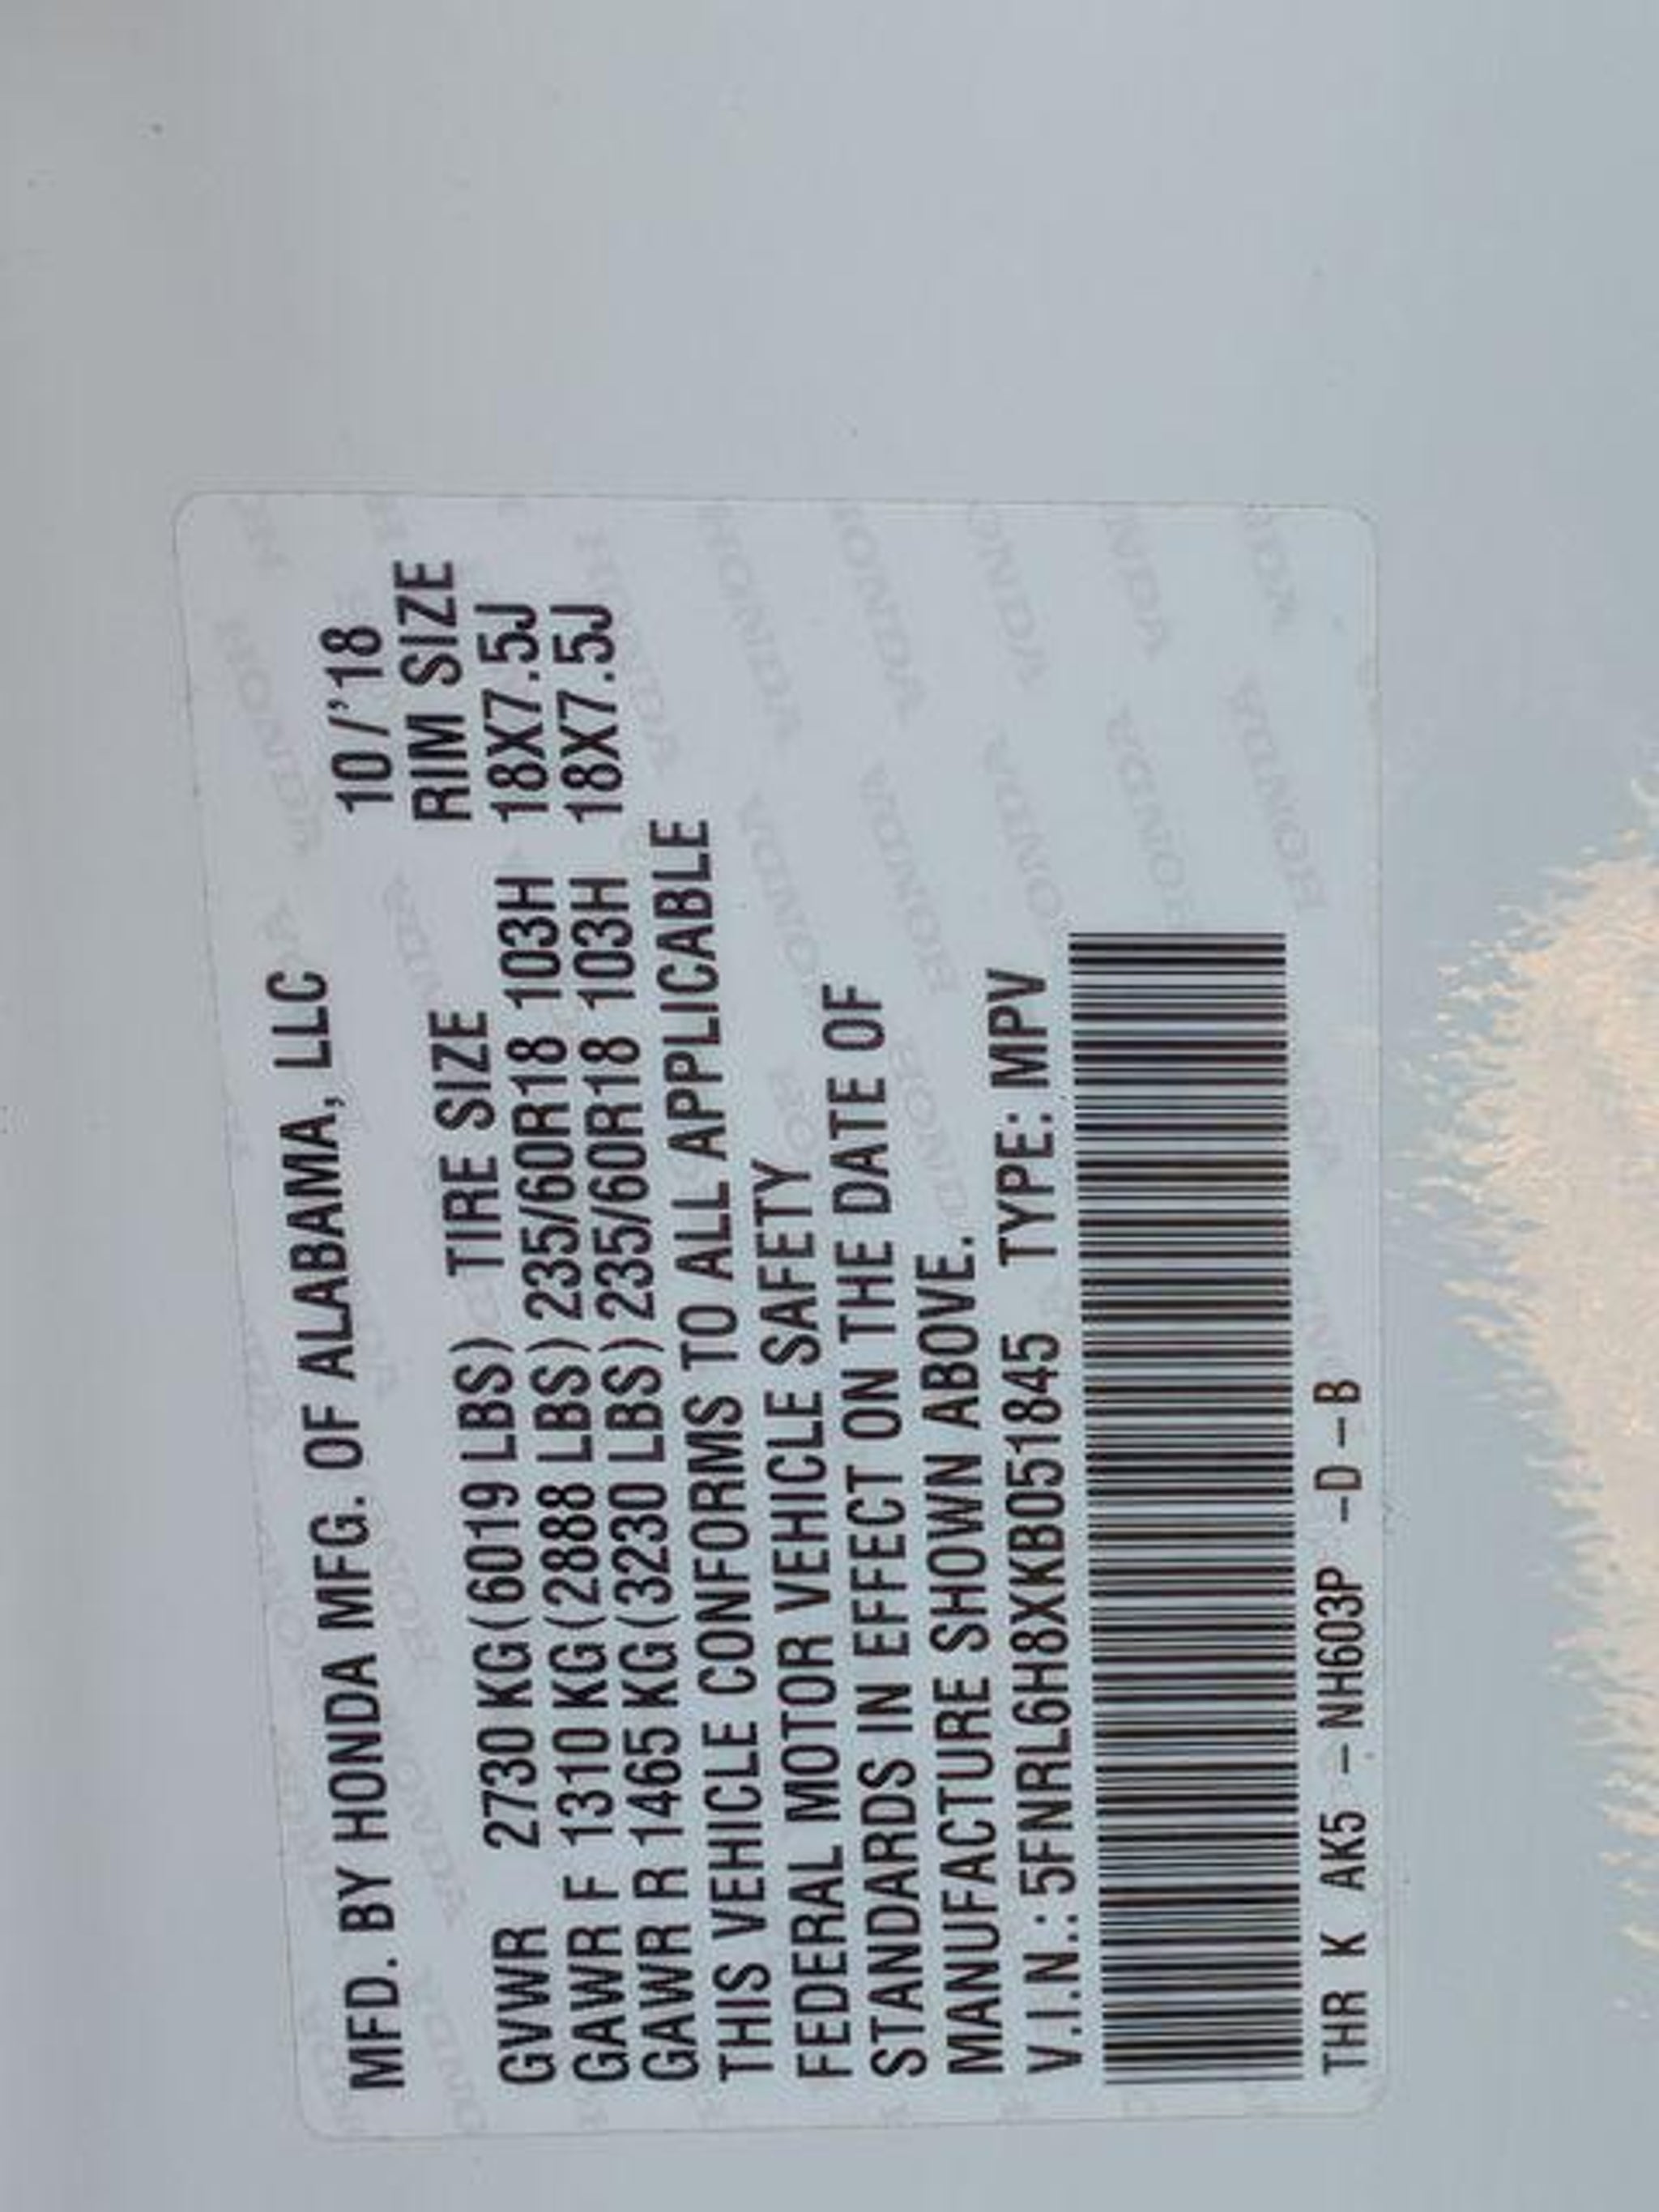 MFD. BY HONDA MFG. OF ALABAMA, LLC
10/'18
TIRE SIZE RIM SIZE
GVWR 2730 KG (6019 LBS)
GAWR F 1310 KG (2888 LBS) 235/60R18 103H 18X7.5J
GAWR R 1465 KG (3230 LBS) 235/60R18 103H 18X7.5J
THIS VEHICLE CONFORMS TO ALL APPLICABLE
FEDERAL MOTOR VEHICLE SAFETY
STANDARDS IN EFFECT ON THE DATE OF
MANUFACTURE SHOWN ABOVE.
V.I.N.: 5FNRL6H8XKB051845 TYPE: MPV
THR K AK5 – NH603P –D –B